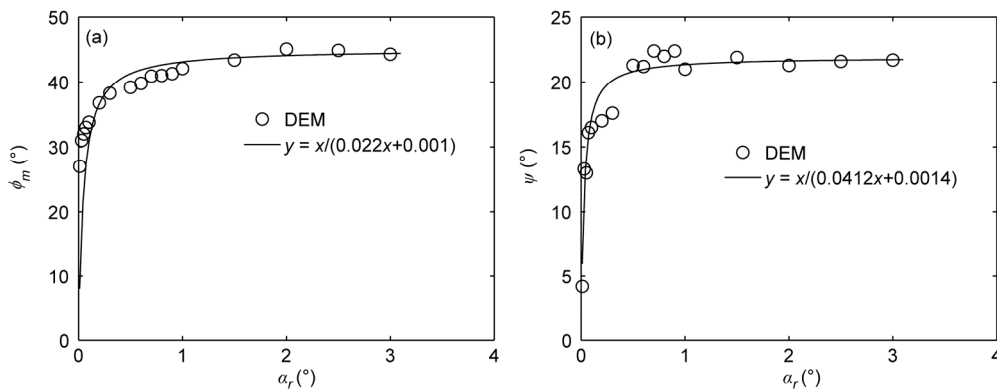 (a)
50
40
30
20
10
0
ϕm (°)
DEM
y = x/(0.022x+0.001)
0 1 2 3 4
αr (°)
(b)
25
20
15
10
5
0
ψ (°)
DEM
y = x/(0.0412x+0.0014)
0 1 2 3 4
αr (°)